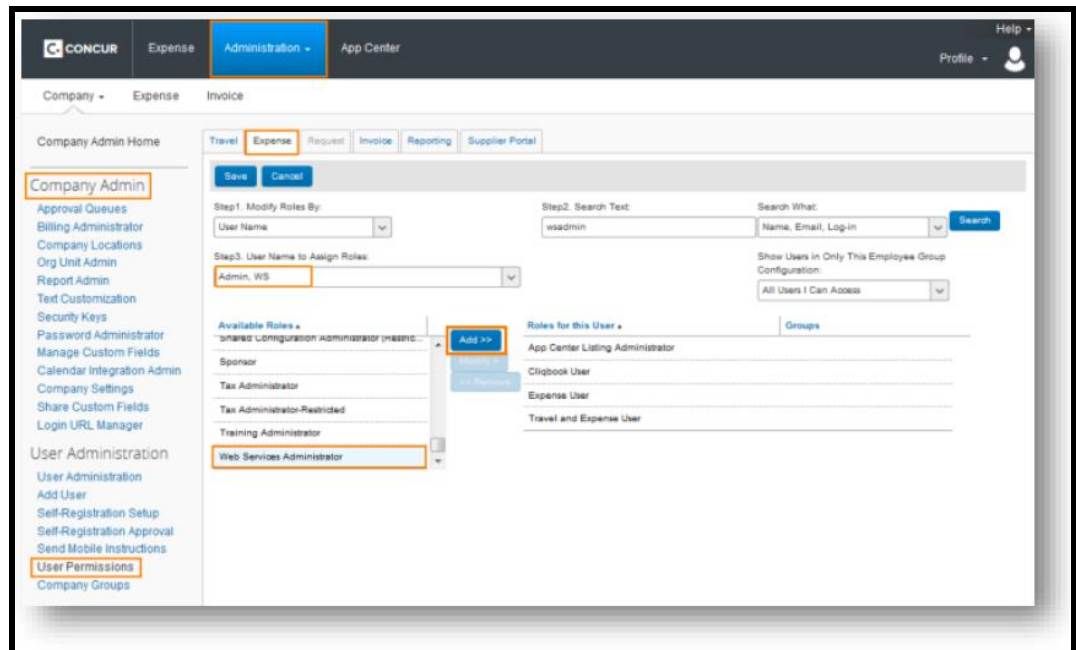 Help
C. CONCUR Expense Administration App Center
Profile
Company Expense Invoice
Company Admin Home
Travel Expense Request Invoice Reporting Supplier Portal
Save Cancel
Company Admin
Approval Queues
Billing Administrator
Company Locations
Org Unit Admin
Report Admin
Text Customization
Security Keys
Password Administrator
Manage Custom Fields
Calendar Integration Admin
Company Settings
Share Custom Fields
Login URL Manager
User Administration
User Administration
Add User
Self-Registration Setup
Self-Registration Approval
Send Mobile Instructions
User Permissions
Company Groups
Step1. Modify Roles By:
User Name
Step2. Search Text:
wsadmin
Search What:
Name, Email, Log-in
Search
Step3. User Name to Assign Roles:
Admin, WS
Show Users in Only This Employee Group
Configuration:
All Users I Can Access
Available Roles
Shared Configuration Administrator (Restric...
Sponsor
Tax Administrator
Tax Administrator-Restricted
Training Administrator
Web Services Administrator
Add >>
Modify >
<< Remove
Roles for this User Groups
App Center Listing Administrator
Cliqbook User
Expense User
Travel and Expense User